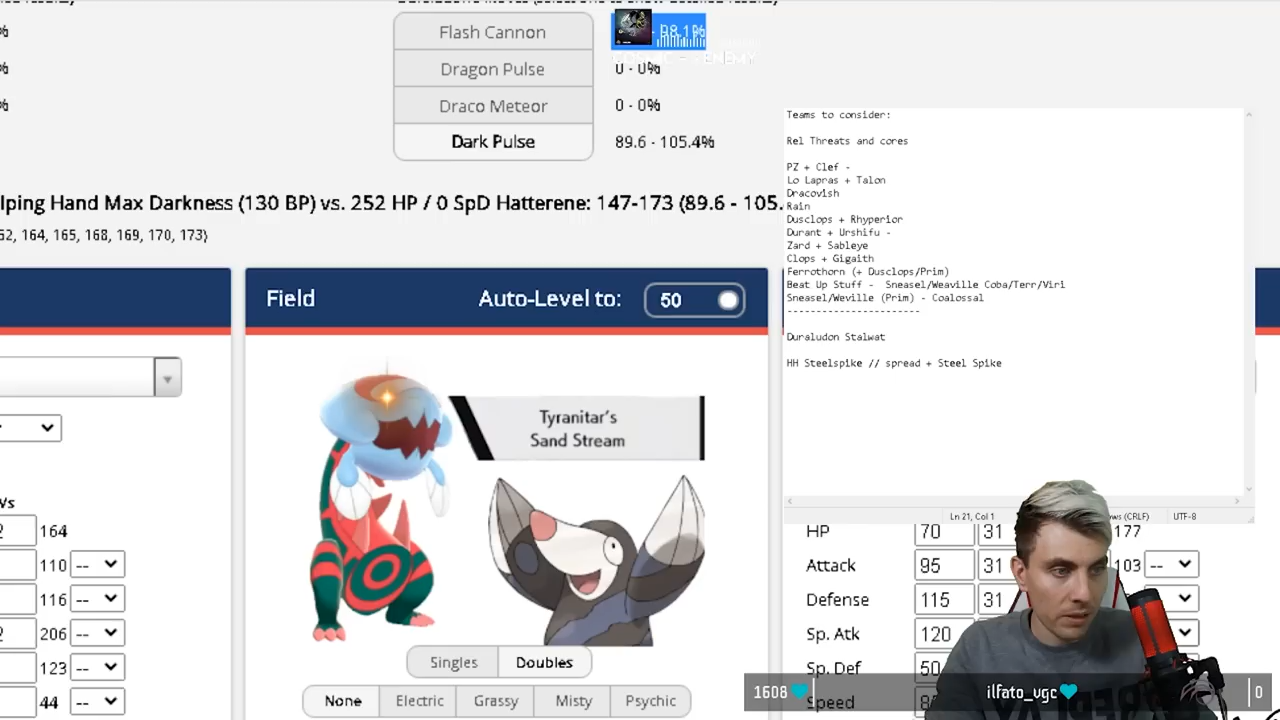 %
Flash Cannon
- 98.1%
%
Dragon Pulse
0 - 0%
%
Draco Meteor
0 - 0%
Dark Pulse
89.6 - 105.4%
lping Hand Max Darkness (130 BP) vs. 252 HP / 0 SpD Hatterene: 147-173 (89.6 - 105.
52, 164, 165, 168, 169, 170, 173)
Teams to consider:
Rel Threats and cores
PZ + Clef -
Lo Lapras + Talon
Dracovish
Rain
Dusclops + Rhyperior
Durant + Urshifu -
Zard + Sableye
Clops + Gigaith
Ferrothorn (+ Dusclops/Prim)
Beat Up Stuff - Sneasel/Weaville Coba/Terr/Viri
Sneasel/Weville (Prim) - Coalossal
-----------------------
Duraludon Stalwat
HH Steelspike // spread + Steel Spike
Ln 21, Col 1
ows (CRLF)
UTF-8
Field
Auto-Level to:
50
Tyranitar's
Sand Stream
Vs
164
110 --
116 --
206 --
123 --
44 --
Singles
Doubles
None
Electric
Grassy
Misty
Psychic
HP 70 31 177
Attack 95 31 103 --
Defense 115 31
Sp. Atk 120
Sp. Def 50
Speed
1608
ilfato_vgc
0